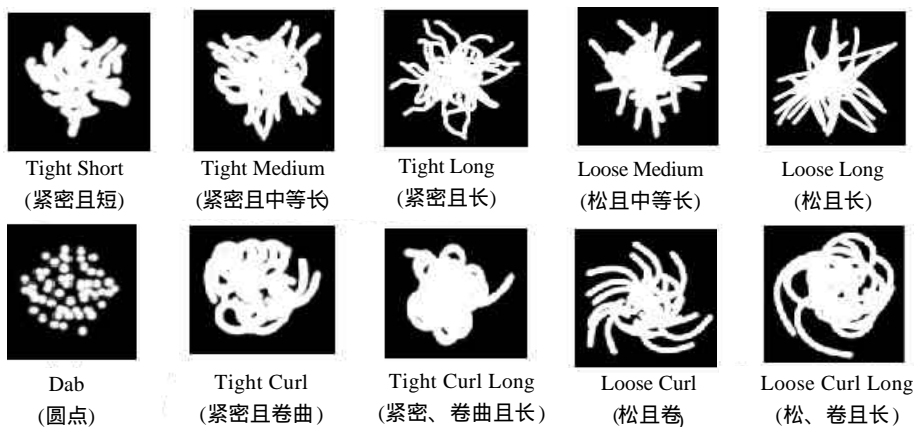 Tight Short Tight Medium Tight Long Loose Medium Loose Long
(紧密且短) (紧密且中等长) (紧密且长) (松且中等长) (松且长)
Dab Tight Curl Tight Curl Long Loose Curl Loose Curl Long
(圆点) (紧密且卷曲) (紧密、卷曲且长) (松且卷) (松、卷且长)